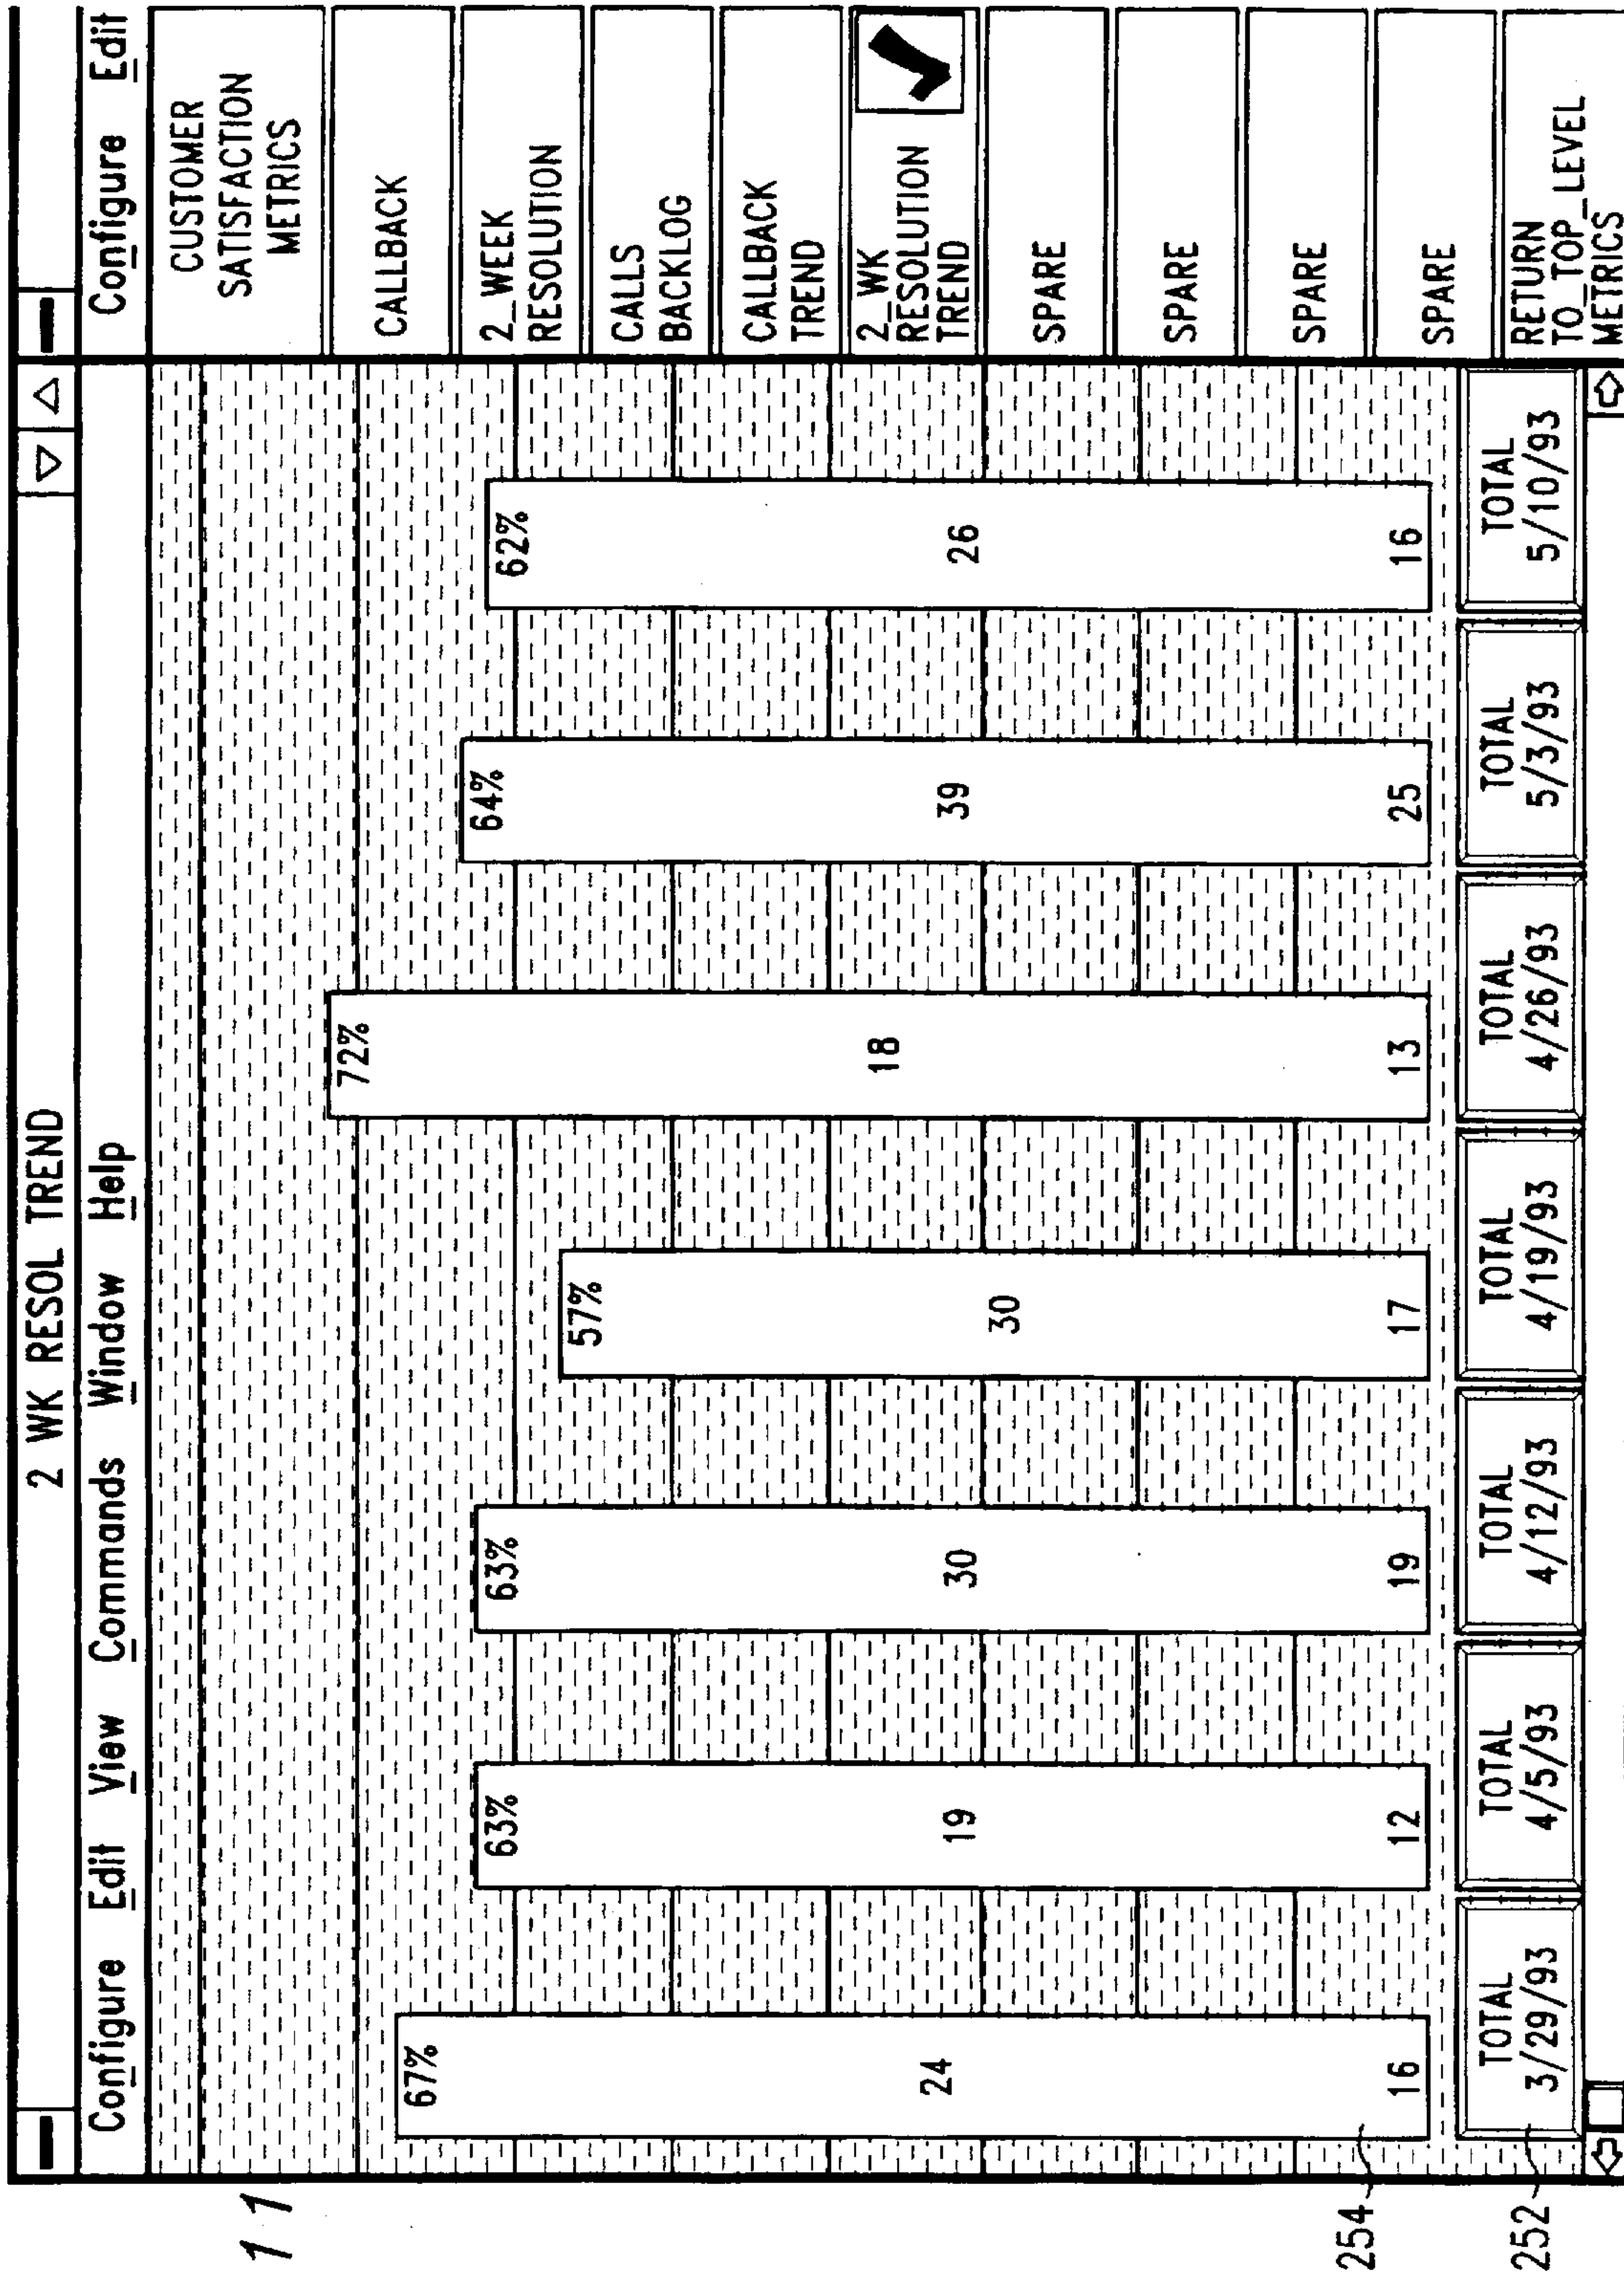 11
2 WK RESOL TREND
Configure Edit View Commands Window Help
67%
24
16
63%
19
12
63%
30
19
57%
30
17
72%
18
13
64%
39
25
62%
26
16
TOTAL
3/29/93
TOTAL
4/5/93
TOTAL
4/12/93
TOTAL
4/19/93
TOTAL
4/26/93
TOTAL
5/3/93
TOTAL
5/10/93
254
252
Configure Edit
CUSTOMER
SATISFACTION
METRICS
CALLBACK
2_WEEK
RESOLUTION
CALLS
BACKLOG
CALLBACK
TREND
2_WK
RESOLUTION
TREND
SPARE
SPARE
SPARE
SPARE
RETURN
TO_TOP_LEVEL
METRICS